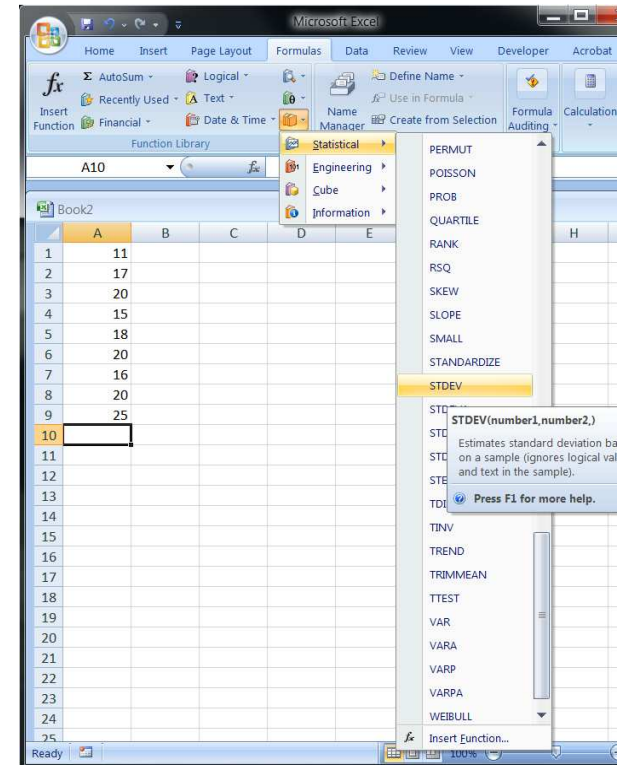 Microsoft Excel
Home Insert Page Layout Formulas Data Review View Developer Acrobat
fx Insert Function
Σ AutoSum
Recently Used
Financial
Logical
Text
Date & Time
Function Library
Name Manager
Define Name
Use in Formula
Create from Selection
Formula Auditing
Calculation
A10 fx
Statistical
Engineering
Cube
Information
Book2
A B C D E H
1 11
2 17
3 20
4 15
5 18
6 20
7 16
8 20
9 25
10
11
12
13
14
15
16
17
18
19
20
21
22
23
24
25
PERMUT
POISSON
PROB
QUARTILE
RANK
RSQ
SKEW
SLOPE
SMALL
STANDARDIZE
STDEV
STDEV(number1,number2,)
Estimates standard deviation ba
on a sample (ignores logical val
and text in the sample).
Press F1 for more help.
TINV
TREND
TRIMMEAN
TTEST
VAR
VARA
VARP
VARPA
WEIBULL
fx Insert Function...
Ready 100%